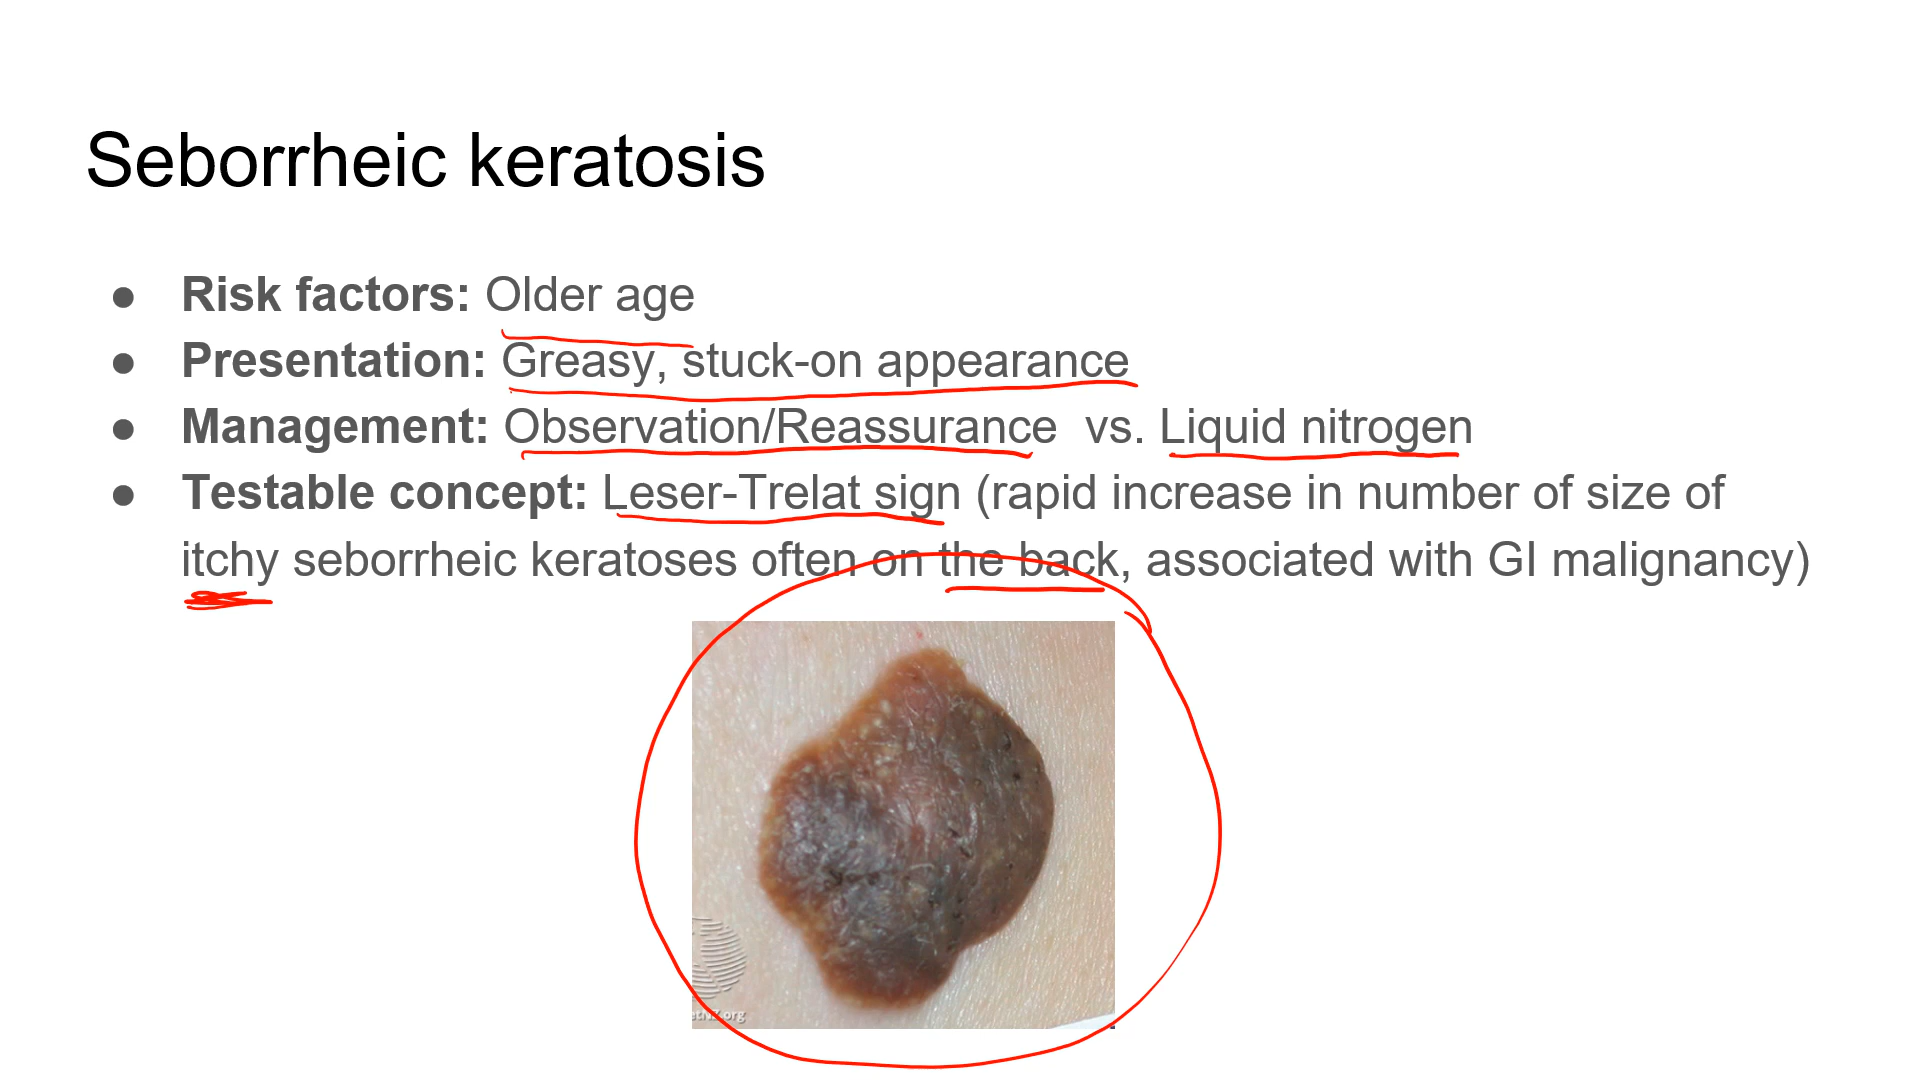 Seborrheic keratosis
● Risk factors: Older age
● Presentation: Greasy, stuck-on appearance
● Management: Observation/Reassurance vs. Liquid nitrogen
● Testable concept: Leser-Trelat sign (rapid increase in number of size of
itchy seborrheic keratoses often on the back, associated with GI malignancy)